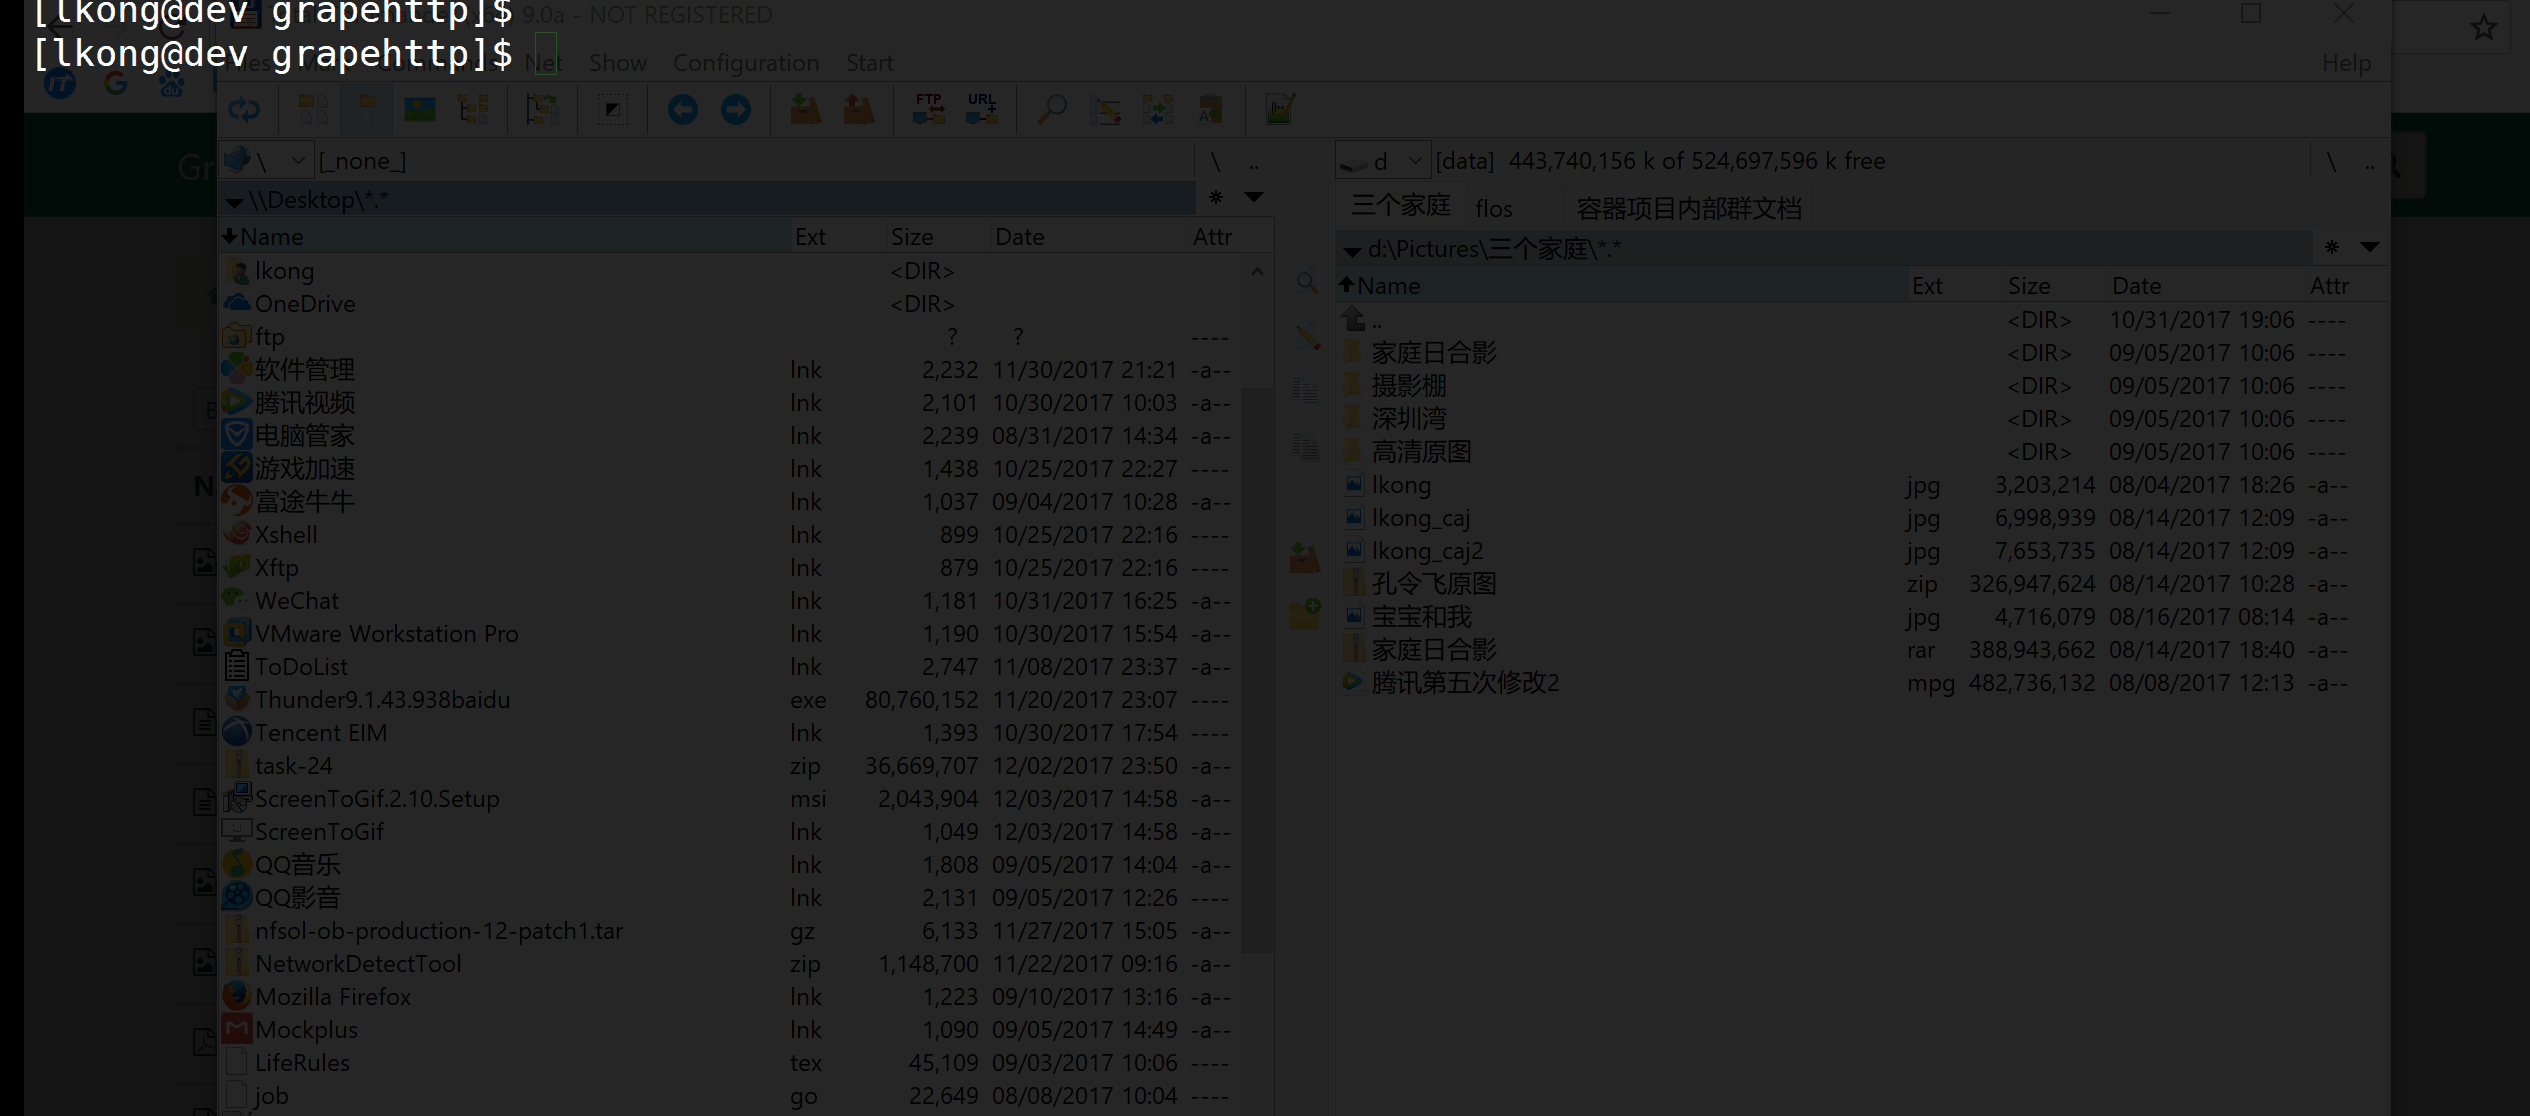 [lkong@dev grapehttp]$
9.0a - NOT REGISTERED
[lkong@dev grapehttp]$
Net Show Configuration Start Help
FTP URL
\ [_none_] \ ..
d [data] 443,740,156 k of 524,697,596 k free \ ..
\\Desktop\*.* * 
三个家庭 flos 容器项目内部群文档
d:\Pictures\三个家庭\*.* *
Name Ext Size Date Attr
lkong <DIR>
OneDrive <DIR>
ftp ? ? ----
软件管理 lnk 2,232 11/30/2017 21:21 -a--
腾讯视频 lnk 2,101 10/30/2017 10:03 -a--
电脑管家 lnk 2,239 08/31/2017 14:34 -a--
游戏加速 lnk 1,438 10/25/2017 22:27 ----
富途牛牛 lnk 1,037 09/04/2017 10:28 -a--
Xshell lnk 899 10/25/2017 22:16 ----
Xftp lnk 879 10/25/2017 22:16 ----
WeChat lnk 1,181 10/31/2017 16:25 -a--
VMware Workstation Pro lnk 1,190 10/30/2017 15:54 -a--
ToDoList lnk 2,747 11/08/2017 23:37 -a--
Thunder9.1.43.938baidu exe 80,760,152 11/20/2017 23:07 ----
Tencent EIM lnk 1,393 10/30/2017 17:54 ----
task-24 zip 36,669,707 12/02/2017 23:50 -a--
ScreenToGif.2.10.Setup msi 2,043,904 12/03/2017 14:58 -a--
ScreenToGif lnk 1,049 12/03/2017 14:58 -a--
QQ音乐 lnk 1,808 09/05/2017 14:04 -a--
QQ影音 lnk 2,131 09/05/2017 12:26 ----
nfsol-ob-production-12-patch1.tar gz 6,133 11/27/2017 15:05 -a--
NetworkDetectTool zip 1,148,700 11/22/2017 09:16 -a--
Mozilla Firefox lnk 1,223 09/10/2017 13:16 -a--
Mockplus lnk 1,090 09/05/2017 14:49 -a--
LifeRules tex 45,109 09/03/2017 10:06 ----
job go 22,649 08/08/2017 10:04 ----
Name Ext Size Date Attr
.. <DIR> 10/31/2017 19:06 ----
家庭日合影 <DIR> 09/05/2017 10:06 ----
摄影棚 <DIR> 09/05/2017 10:06 ----
深圳湾 <DIR> 09/05/2017 10:06 ----
高清原图 <DIR> 09/05/2017 10:06 ----
lkong jpg 3,203,214 08/04/2017 18:26 -a--
lkong_caj jpg 6,998,939 08/14/2017 12:09 -a--
lkong_caj2 jpg 7,653,735 08/14/2017 12:09 -a--
孔令飞原图 zip 326,947,624 08/14/2017 10:28 -a--
宝宝和我 jpg 4,716,079 08/16/2017 08:14 -a--
家庭日合影 rar 388,943,662 08/14/2017 18:40 -a--
腾讯第五次修改2 mpg 482,736,132 08/08/2017 12:13 -a--